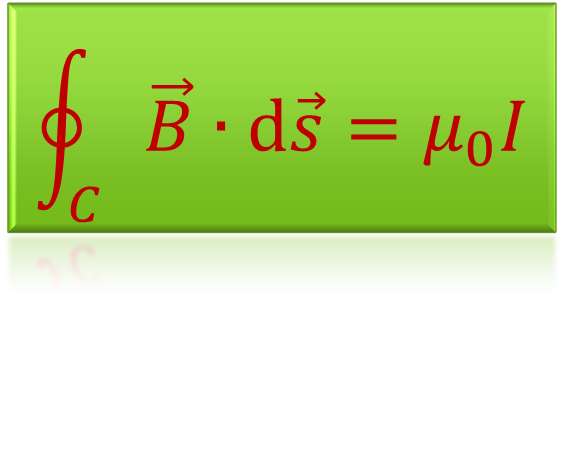 ∮_C B⃗ · ds⃗ = μ₀I